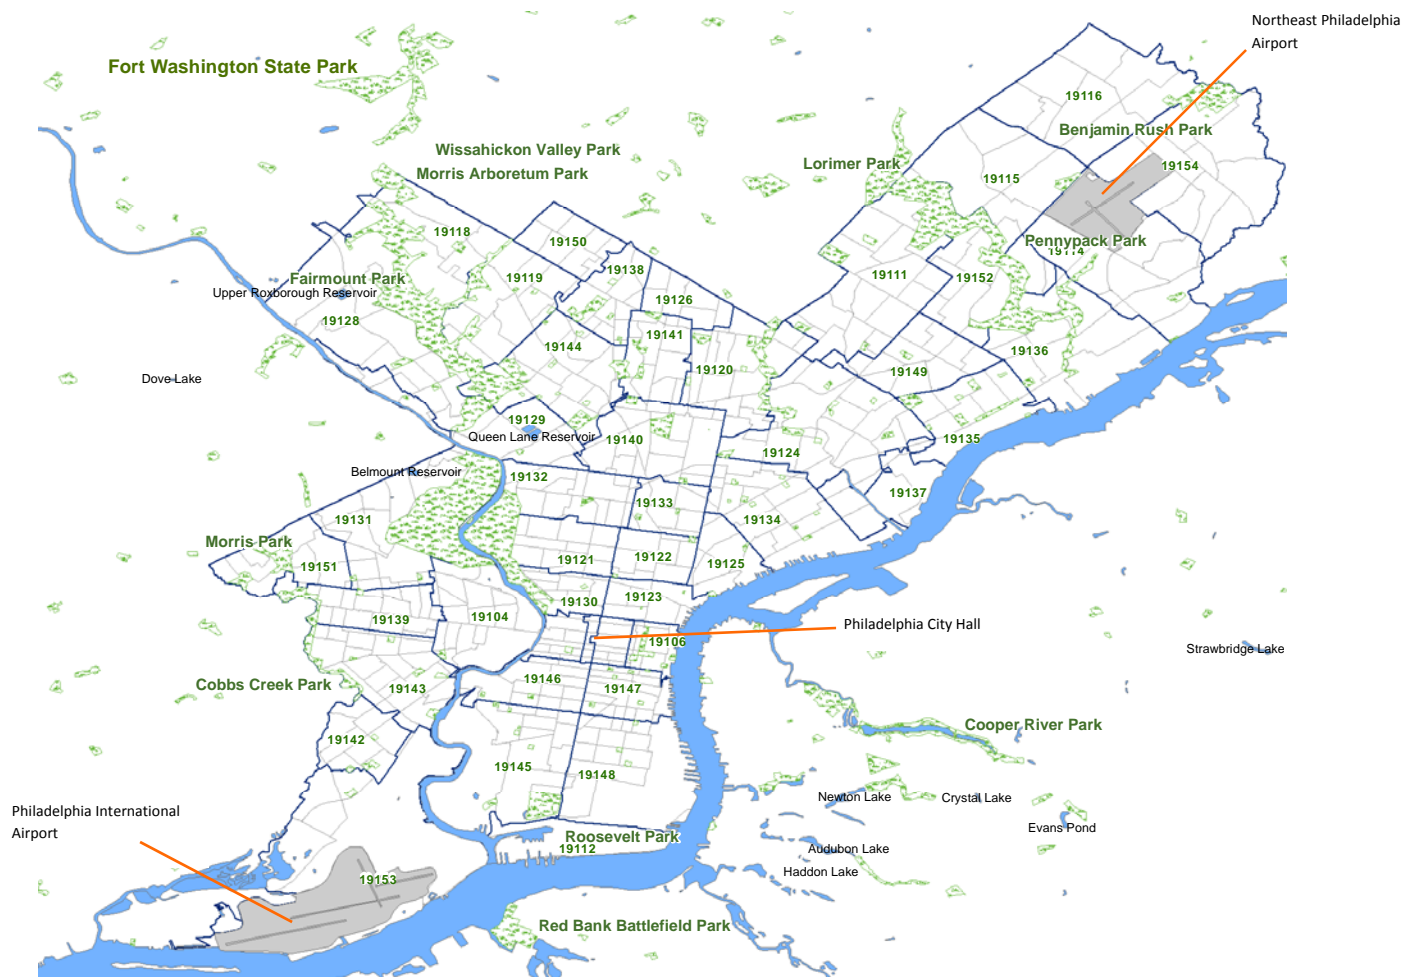 Northeast Philadelphia
Airport
Fort Washington State Park
19116
Benjamin Rush Park
Wissahickon Valley Park
Lorimer Park
19154
Morris Arboretum Park
19115
19118
19150
Pennypack Park
19114
19138
19111
19152
19119
Fairmount Park
Upper Roxborough Reservoir
19126
19128
19141
19144
19136
19120
19149
Dove Lake
19129
Queen Lane Reservoir
19140
19135
19124
Belmount Reservoir
19132
19137
19133
19131
19134
Morris Park
19151
19121
19122
19125
19130
19123
19139
19104
Philadelphia City Hall
19106
Strawbridge Lake
19146
Cobbs Creek Park
19143
19147
Cooper River Park
19142
19145
19148
Newton Lake
Crystal Lake
Philadelphia International
Airport
Evans Pond
Roosevelt Park
19112
Audubon Lake
Haddon Lake
19153
Red Bank Battlefield Park